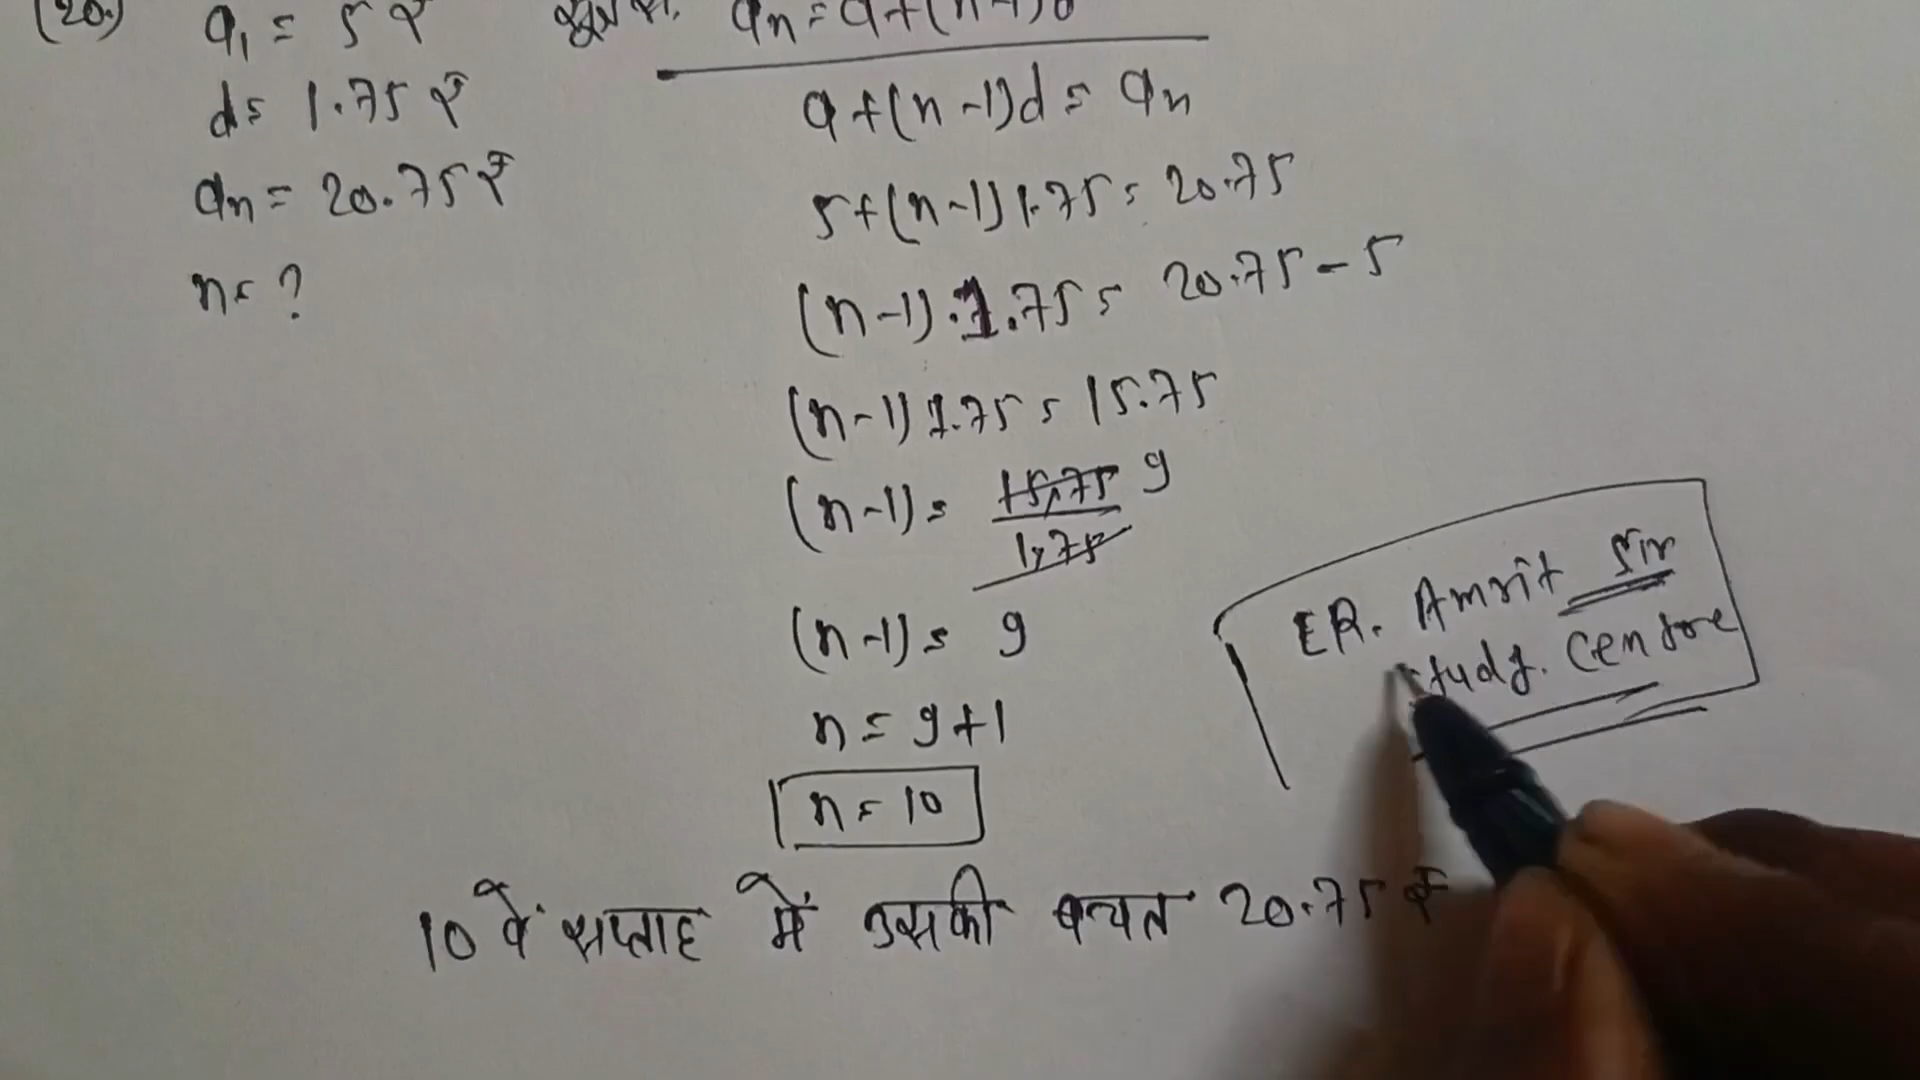 (20.) a₁ = 5 ₹ सूत्र से, an = a+(n-1)d
d = 1.75 ₹
an = 20.75 ₹
n = ?
a+(n-1)d = an
5+(n-1)1.75 = 20.75
(n-1).1.75 = 20.75-5
(n-1)1.75 = 15.75
(n-1) = 15.75/1.75 9
(n-1) = 9
n = 9+1
n = 10
10 वें सप्ताह में उसकी बचत 20.75 ₹
ER. Amrit Sir
Study. Centre